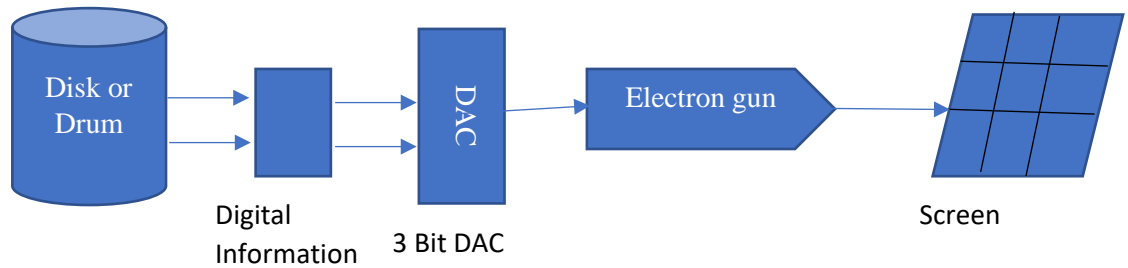 Disk or
Drum
DAC
Electron gun
Digital
Information
3 Bit DAC
Screen